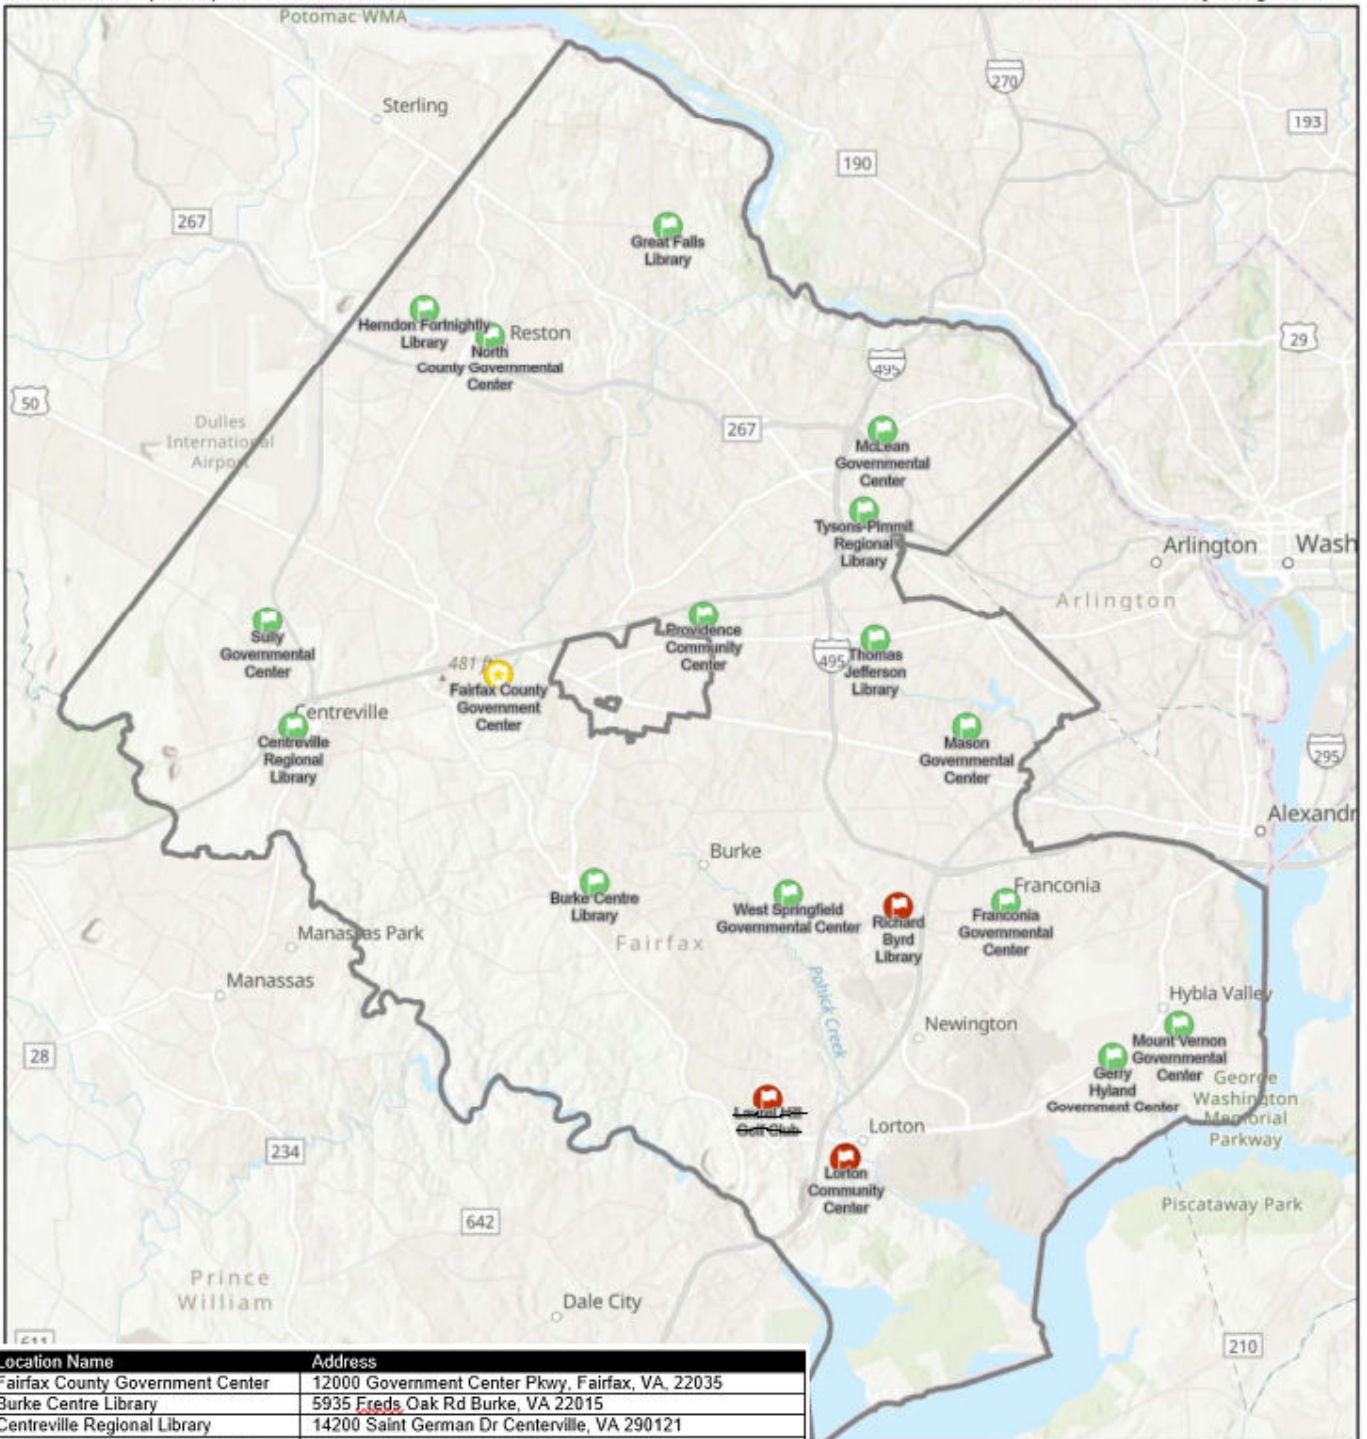 Potomac WMA
270
Sterling
193
190
267
Great Falls
Library
Herndon Fortnightly
Library
Reston
North
County Governmental
Center
29
495
50
Dulles
International
Airport
267
McLean
Governmental
Center
Tysons-Pimmit
Regional
Library
Arlington
Wash
Arlington
Sully
Governmental
Center
Providence
Community
Center
495
Thomas
Jefferson
Library
481 f
Fairfax County
Government
Center
Centreville
Centreville
Regional
Library
Mason
Governmental
Center
295
Alexandr
Burke
Burke Centre
Library
West Springfield
Governmental Center
Richard
Byrd
Library
Franconia
Franconia
Governmental
Center
Fairfax
Manassas Park
Manassas
Pohick Creek
Hybla Valley
Newington
Mount Vernon
Governmental
Center
28
Gerry
Hyland
Government Center
George
Washington
Memorial
Parkway
Laurel Hill
Golf Club
Lorton
234
Lorton
Community
Center
Piscataway Park
642
Prince
William
Dale City
611
210
Location Name Address
Fairfax County Government Center 12000 Government Center Pkwy, Fairfax, VA, 22035
Burke Centre Library 5935 Freds Oak Rd Burke, VA 22015
Centreville Regional Library 14200 Saint German Dr Centerville, VA 290121